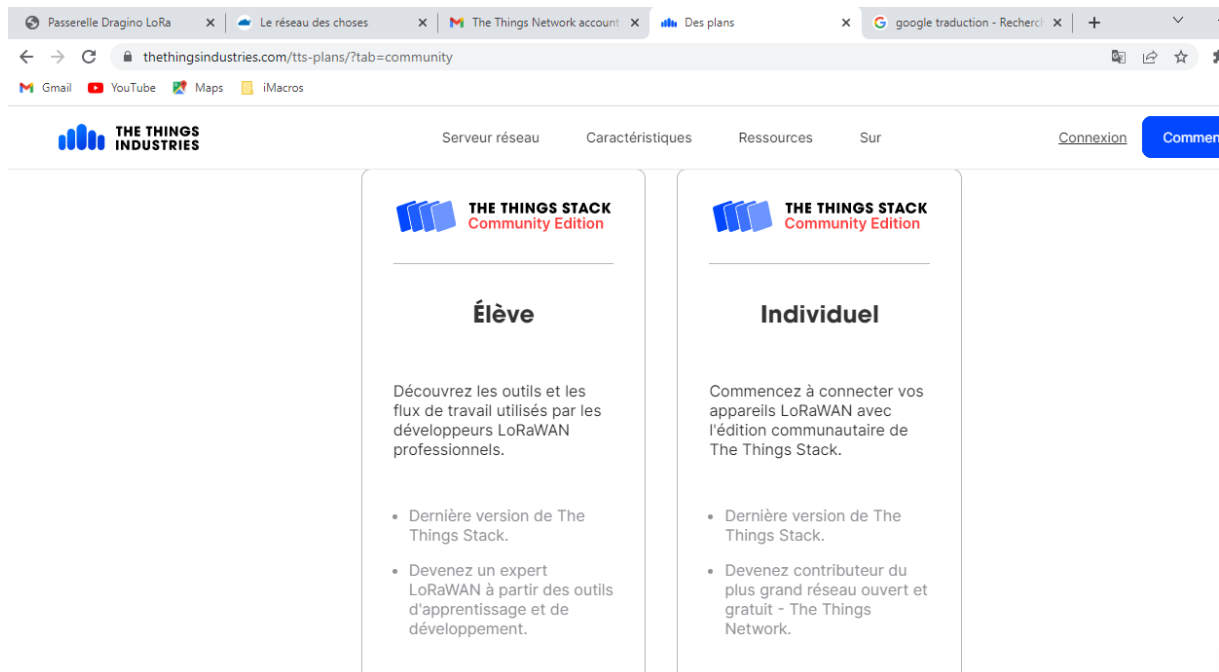 Passerelle Dragino LoRa
Le réseau des choses
The Things Network account
Des plans
google traduction - Recherch
thethingsindustries.com/tts-plans/?tab=community
Gmail YouTube Maps iMacros
THE THINGS
INDUSTRIES
Serveur réseau Caractéristiques Ressources Sur Connexion Commen
THE THINGS STACK
Community Edition
Élève
Découvrez les outils et les
flux de travail utilisés par les
développeurs LoRaWAN
professionnels.
• Dernière version de The
Things Stack.
• Devenez un expert
LoRaWAN à partir des outils
d'apprentissage et de
développement.
THE THINGS STACK
Community Edition
Individuel
Commencez à connecter vos
appareils LoRaWAN avec
l'édition communautaire de
The Things Stack.
• Dernière version de The
Things Stack.
• Devenez contributeur du
plus grand réseau ouvert et
gratuit - The Things
Network.